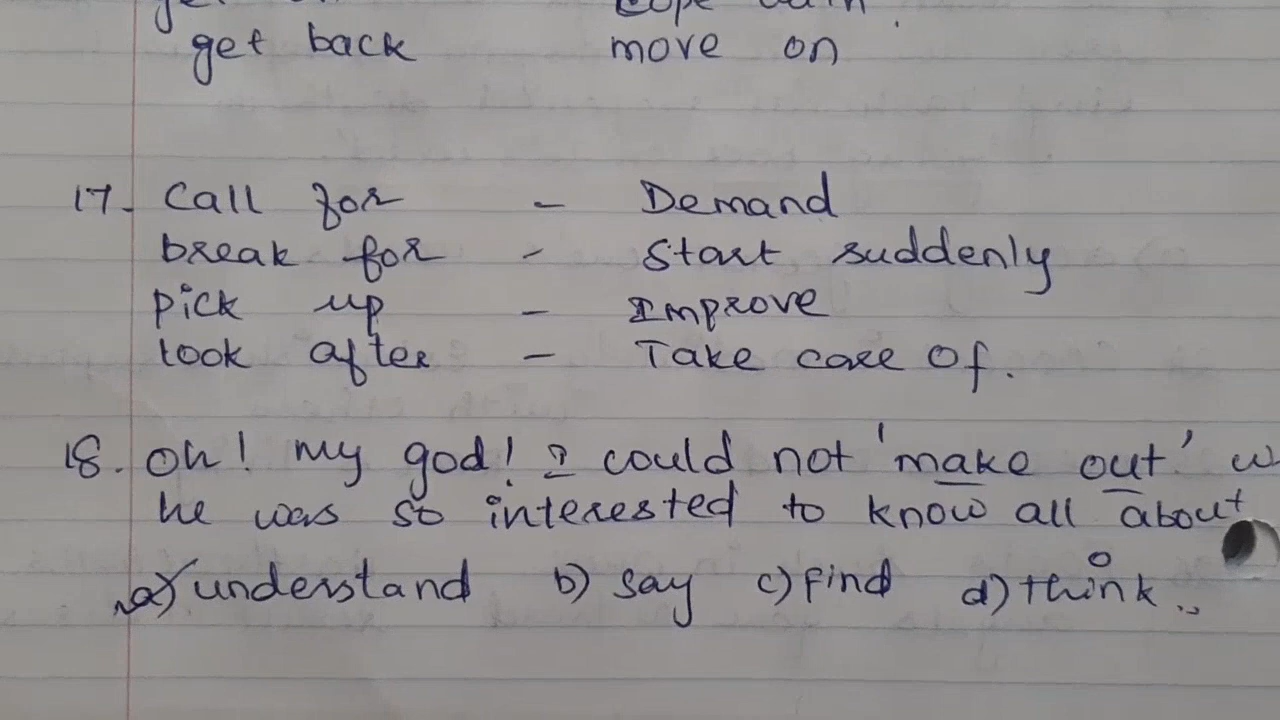 get back move on
17. Call for - Demand
break for - Start suddenly
pick up - Improve
look after - Take care of.
18. Oh! my god! I could not 'make out'
he was so interested to know all about
a) understand b) say c) find d) think.